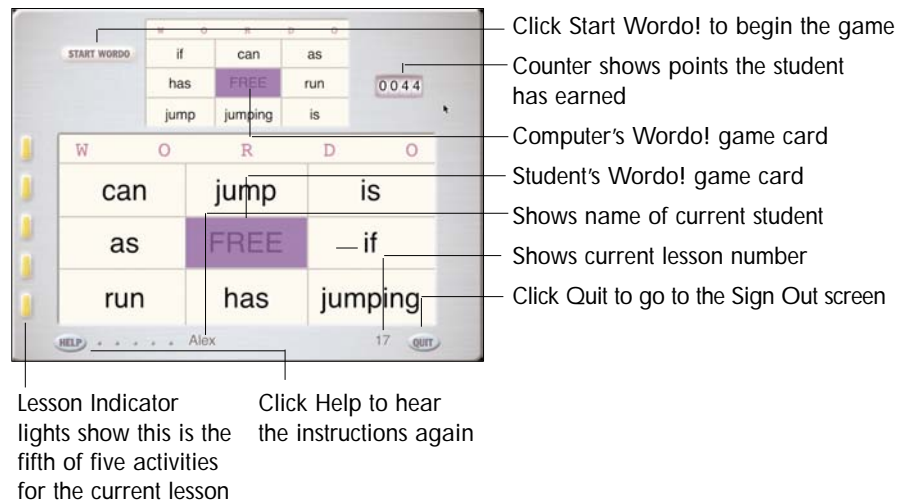 Click Start Wordo! to begin the game
W O R D O
START WORDO
if can as
Counter shows points the student
has earned
has FREE run
0044
jump jumping is
Computer's Wordo! game card
W O R D O
Student's Wordo! game card
can jump is
Shows name of current student
as FREE if
Shows current lesson number
Click Quit to go to the Sign Out screen
run has jumping
HELP Alex 17 QUIT
Lesson Indicator
lights show this is the
fifth of five activities
for the current lesson
Click Help to hear
the instructions again